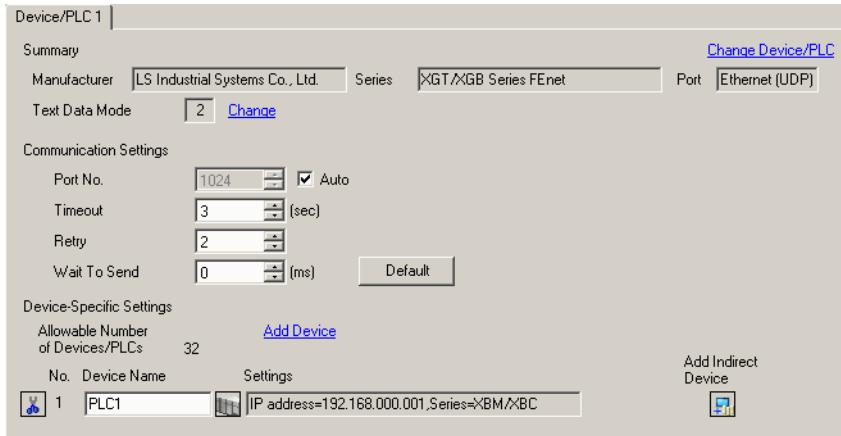 Device/PLC 1
Summary
Change Device/PLC
Manufacturer LS Industrial Systems Co., Ltd. Series XGT/XGB Series FEnet Port Ethernet (UDP)
Text Data Mode 2 Change
Communication Settings
Port No. 1024 Auto
Timeout 3 (sec)
Retry 2
Wait To Send 0 (ms) Default
Device-Specific Settings
Allowable Number
of Devices/PLCs 32
Add Device
Add Indirect
Device
No. Device Name Settings
1 PLC1 IP address=192.168.000.001,Series=XBM/XBC